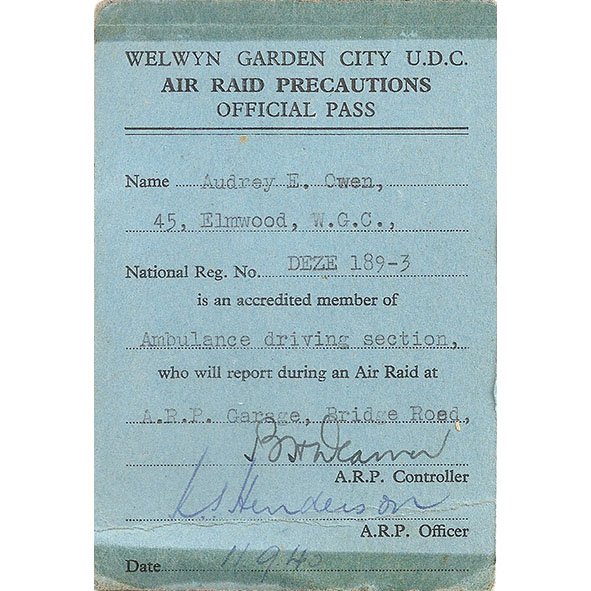 WELWYN GARDEN CITY U.D.C.
AIR RAID PRECAUTIONS
OFFICIAL PASS
Name Audrey E. Owen,
45, Elmwood, W.G.C.,
National Reg. No. DEZE 189-3
is an accredited member of
Ambulance driving section,
who will report during an Air Raid at
A.R.P. Garage, Bridge Road,
A.R.P. Controller
Henderson
A.R.P. Officer
Date 11 9 40